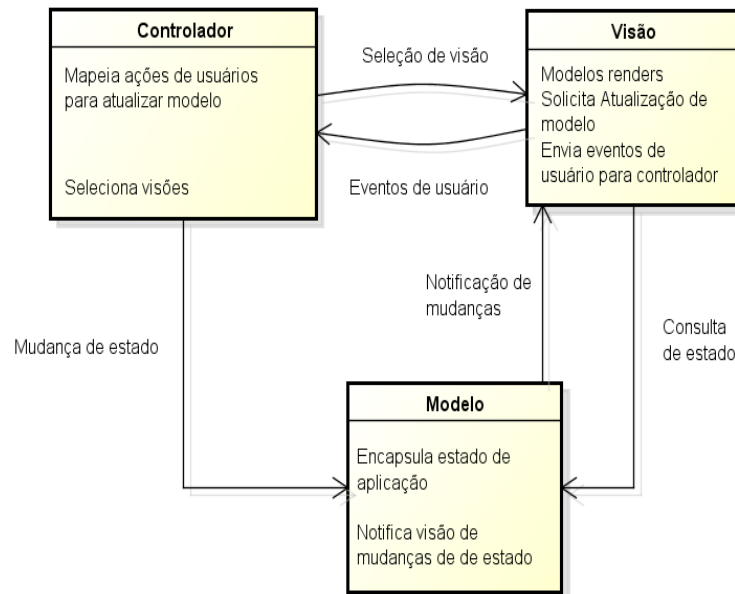 Controlador
Mapeia ações de usuários
para atualizar modelo
Seleciona visões
Seleção de visão
Eventos de usuário
Visão
Modelos renders
Solicita Atualização de
modelo
Envia eventos de
usuário para controlador
Mudança de estado
Notificação de
mudanças
Consulta
de estado
Modelo
Encapsula estado de
aplicação
Notifica visão de
mudanças de de estado